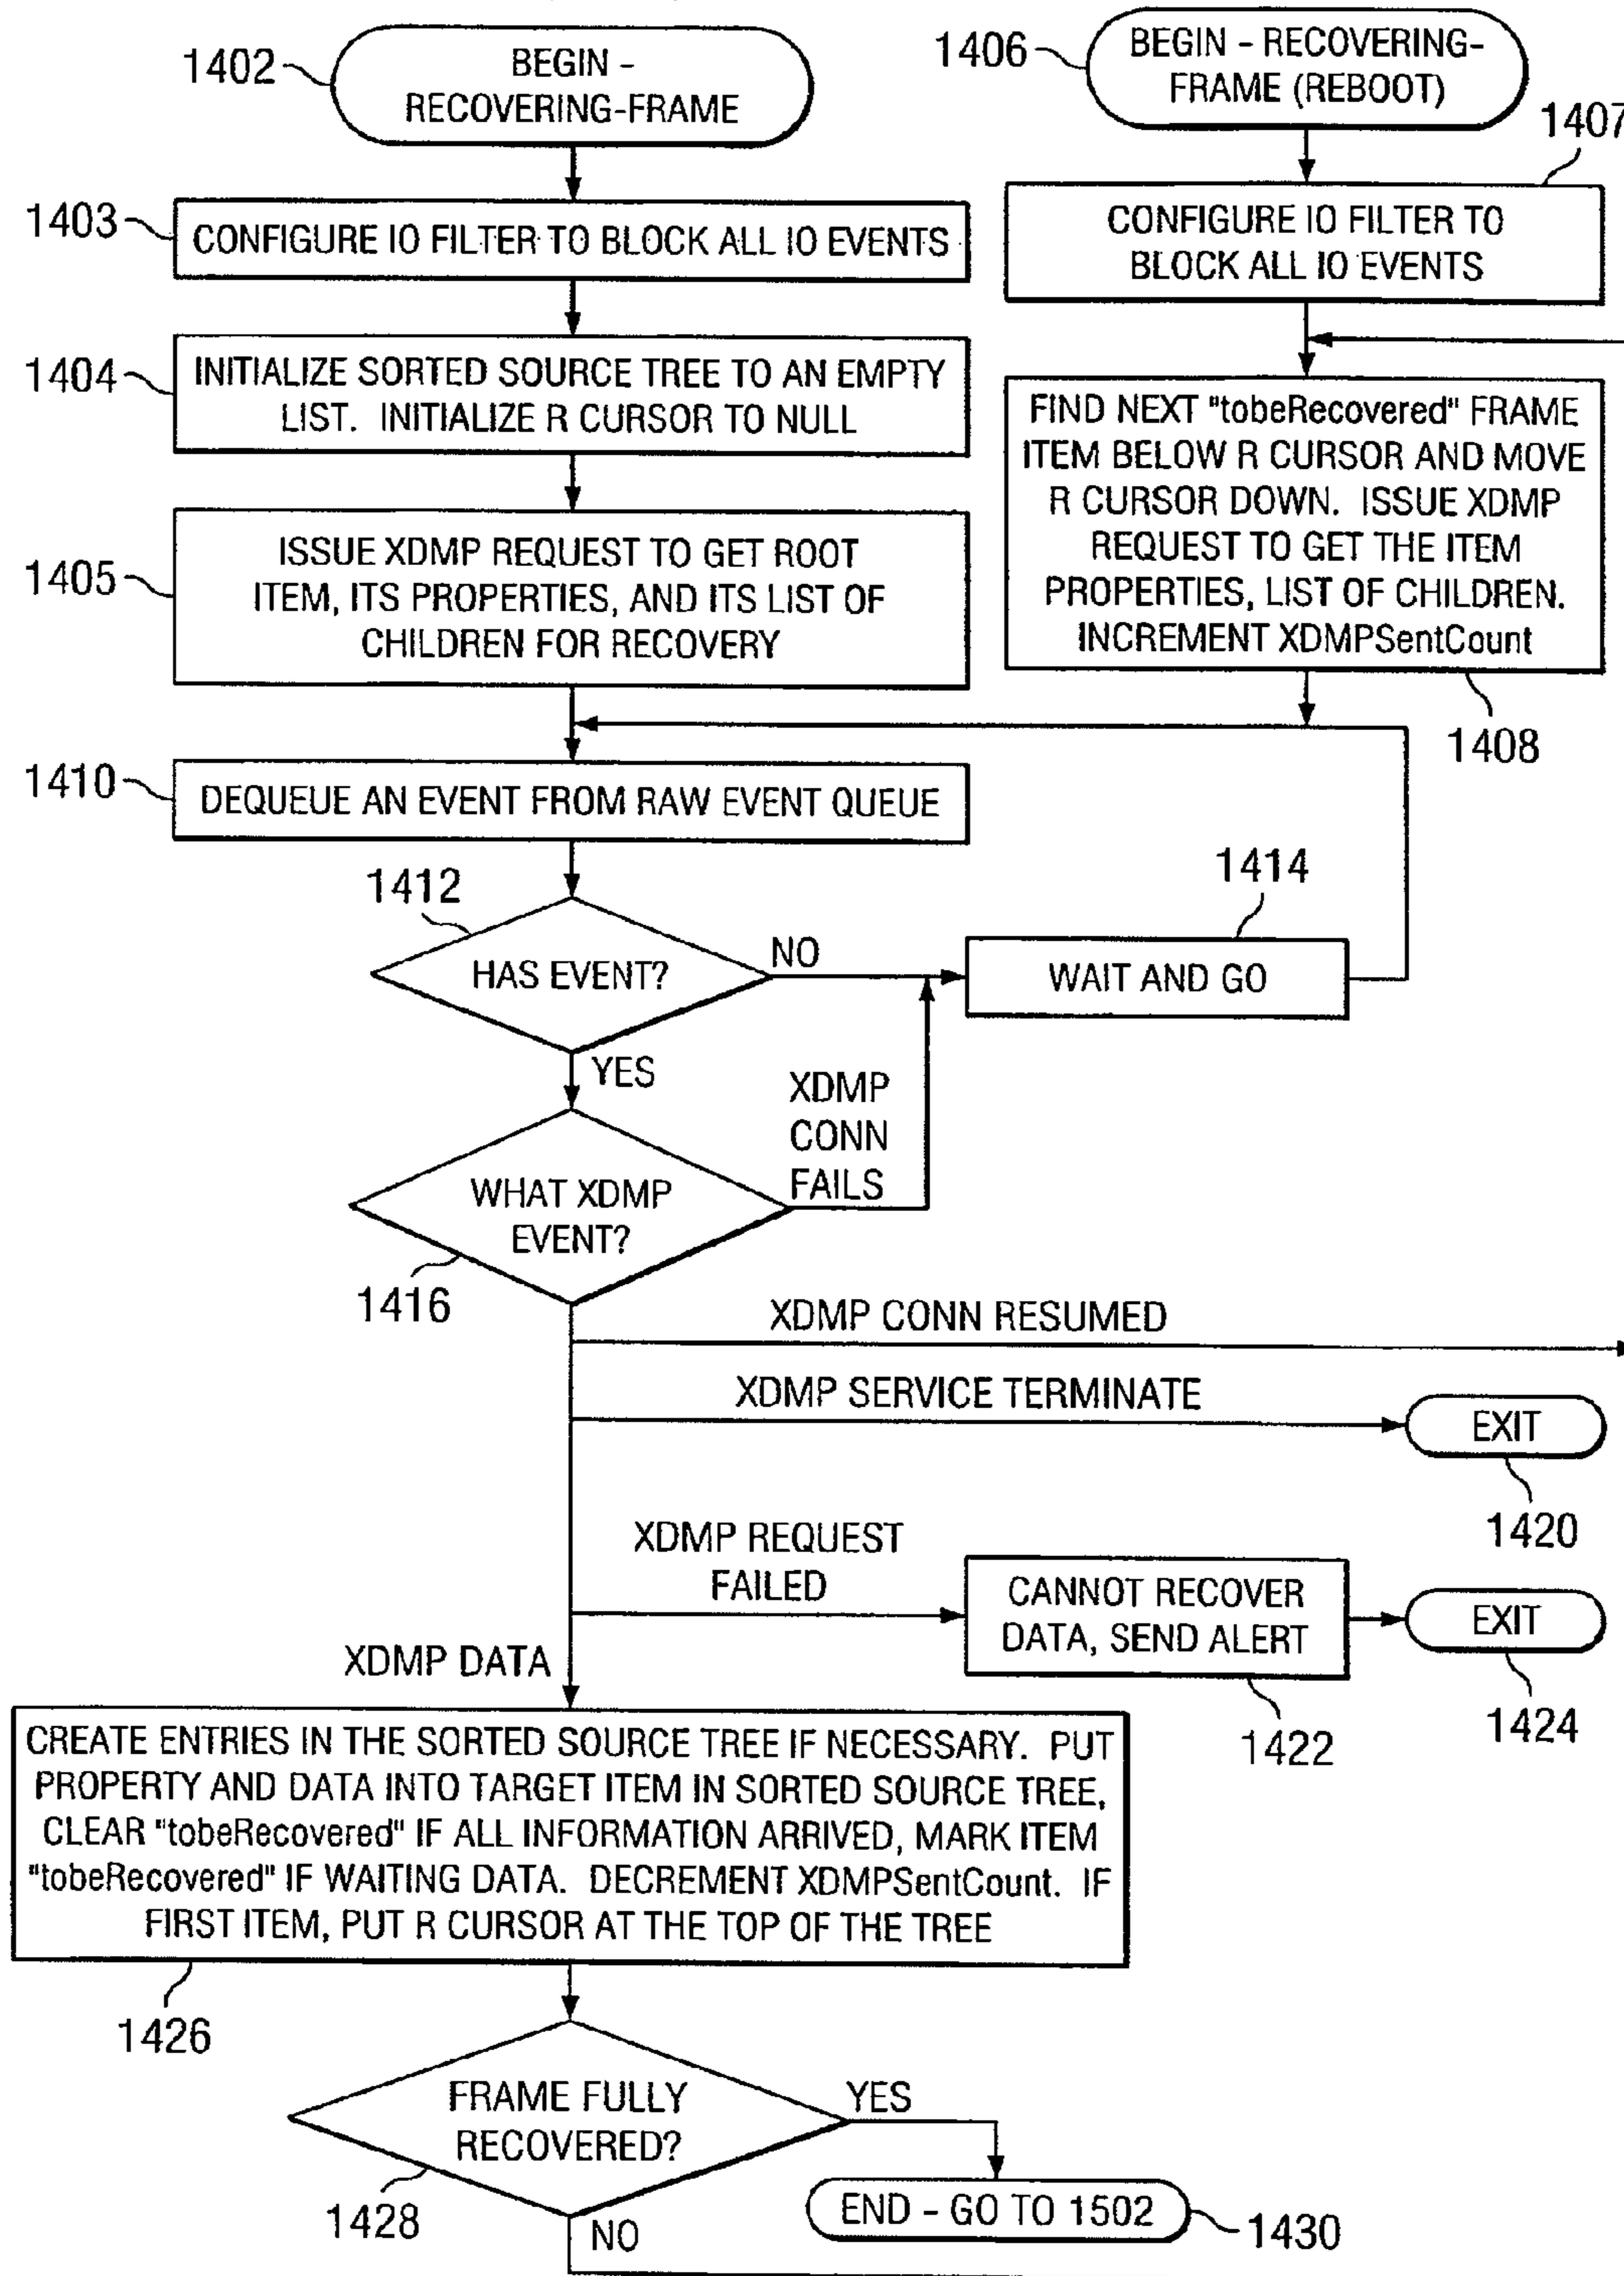 1402
BEGIN -
RECOVERING-FRAME
1403
CONFIGURE IO FILTER TO BLOCK ALL IO EVENTS
1404
INITIALIZE SORTED SOURCE TREE TO AN EMPTY
LIST. INITIALIZE R CURSOR TO NULL
1405
ISSUE XDMP REQUEST TO GET ROOT
ITEM, ITS PROPERTIES, AND ITS LIST OF
CHILDREN FOR RECOVERY
1406
BEGIN - RECOVERING-
FRAME (REBOOT)
1407
CONFIGURE IO FILTER TO
BLOCK ALL IO EVENTS
FIND NEXT "tobeRecovered" FRAME
ITEM BELOW R CURSOR AND MOVE
R CURSOR DOWN. ISSUE XDMP
REQUEST TO GET THE ITEM
PROPERTIES, LIST OF CHILDREN.
INCREMENT XDMPSentCount
1408
1410
DEQUEUE AN EVENT FROM RAW EVENT QUEUE
1412
HAS EVENT?
NO
1414
WAIT AND GO
YES
XDMP
CONN
FAILS
WHAT XDMP
EVENT?
1416
XDMP CONN RESUMED
XDMP SERVICE TERMINATE
EXIT
1420
XDMP REQUEST
FAILED
CANNOT RECOVER
DATA, SEND ALERT
1422
EXIT
1424
XDMP DATA
CREATE ENTRIES IN THE SORTED SOURCE TREE IF NECESSARY. PUT
PROPERTY AND DATA INTO TARGET ITEM IN SORTED SOURCE TREE,
CLEAR "tobeRecovered" IF ALL INFORMATION ARRIVED, MARK ITEM
"tobeRecovered" IF WAITING DATA. DECREMENT XDMPSentCount. IF
FIRST ITEM, PUT R CURSOR AT THE TOP OF THE TREE
1426
FRAME FULLY
RECOVERED?
1428
YES
END - GO TO 1502
1430
NO